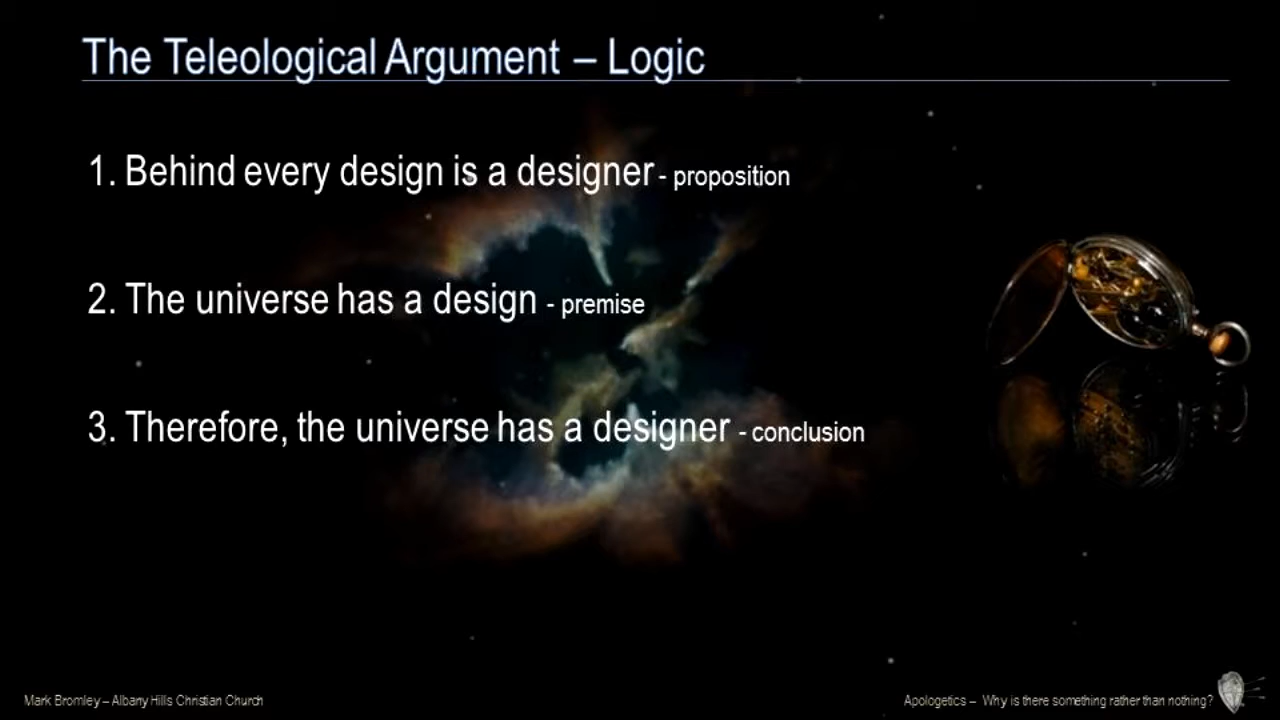 The Teleological Argument – Logic
1. Behind every design is a designer - proposition
2. The universe has a design - premise
3. Therefore, the universe has a designer - conclusion
Mark Bromley – Albany Hills Christian Church
Apologetics – Why is there something rather than nothing?